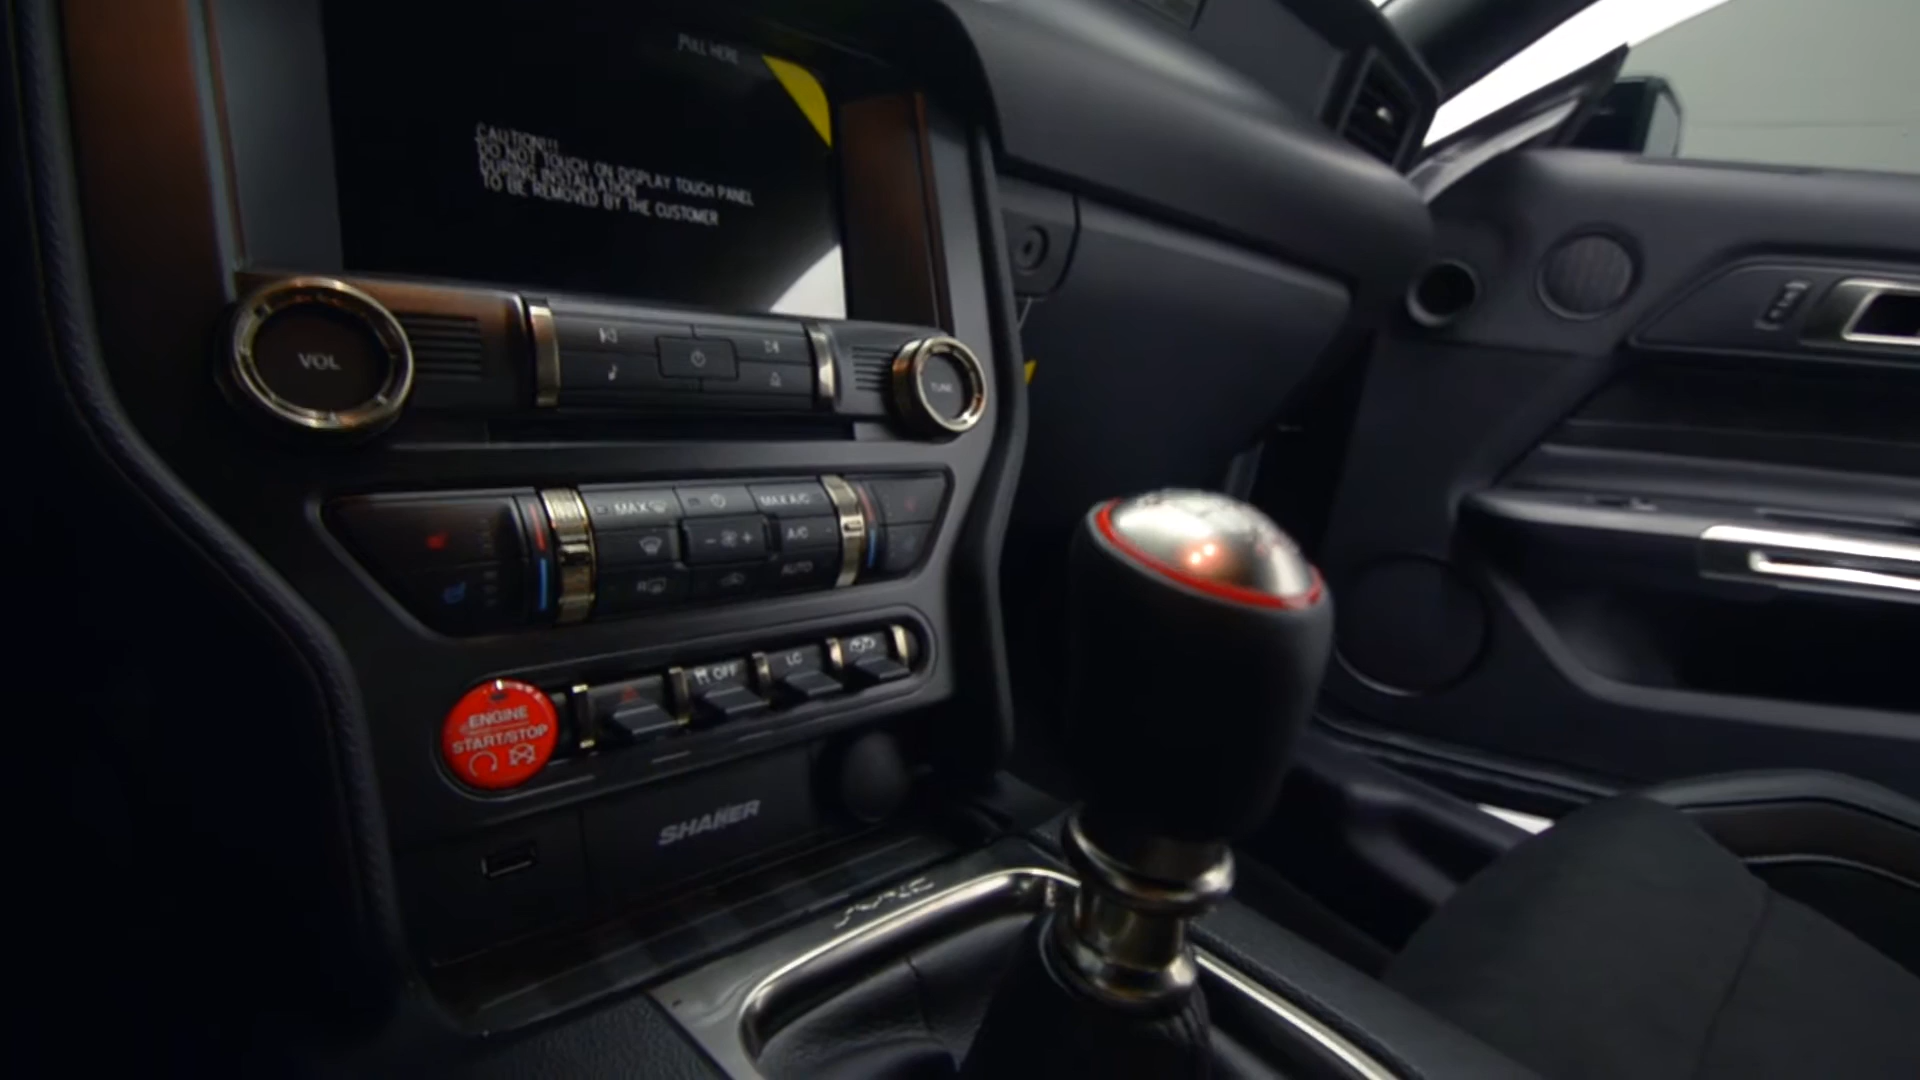 PULL HERE
CAUTION!!!
DO NOT TOUCH ON DISPLAY TOUCH PANEL
DURING INSTALLATION
TO BE REMOVED BY THE CUSTOMER
VOL
TUNE
MAX
MAX A/C
A/C
R
AUTO
OFF
LC
ENGINE
START/STOP
SHAKER